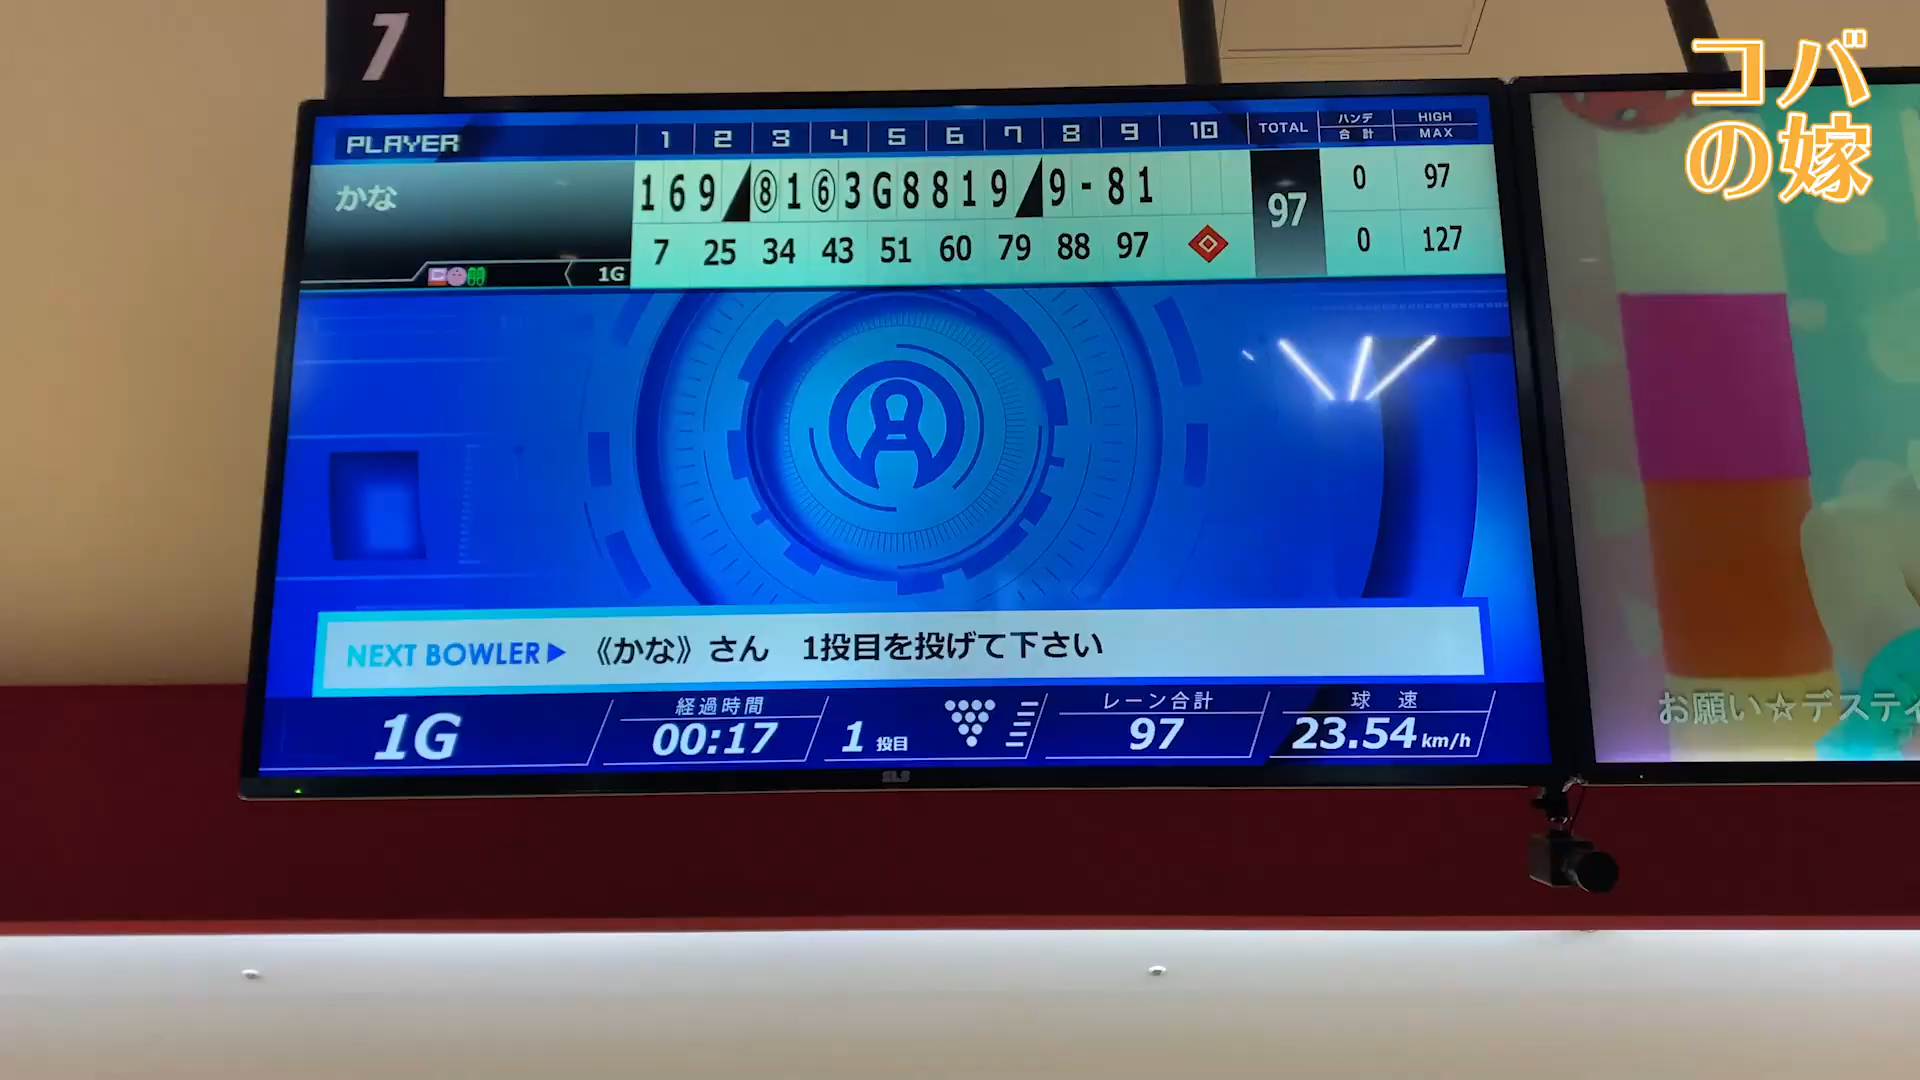 7
コバ
の嫁
PLAYER 1 2 3 4 5 6 7 8 9 10 TOTAL ハンデ 合計 HIGH MAX
かな 1 6 9 ⑧ 1 ⑥ 3 G 8 8 1 9 9 - 8 1 97 0 97
7 25 34 43 51 60 79 88 97 0 127
1G
NEXT BOWLER▶ 《かな》さん 1投目を投げて下さい
1G 経過時間 00:17 1 投目 レーン合計 97 球速 23.54 km/h
お願い☆デステ